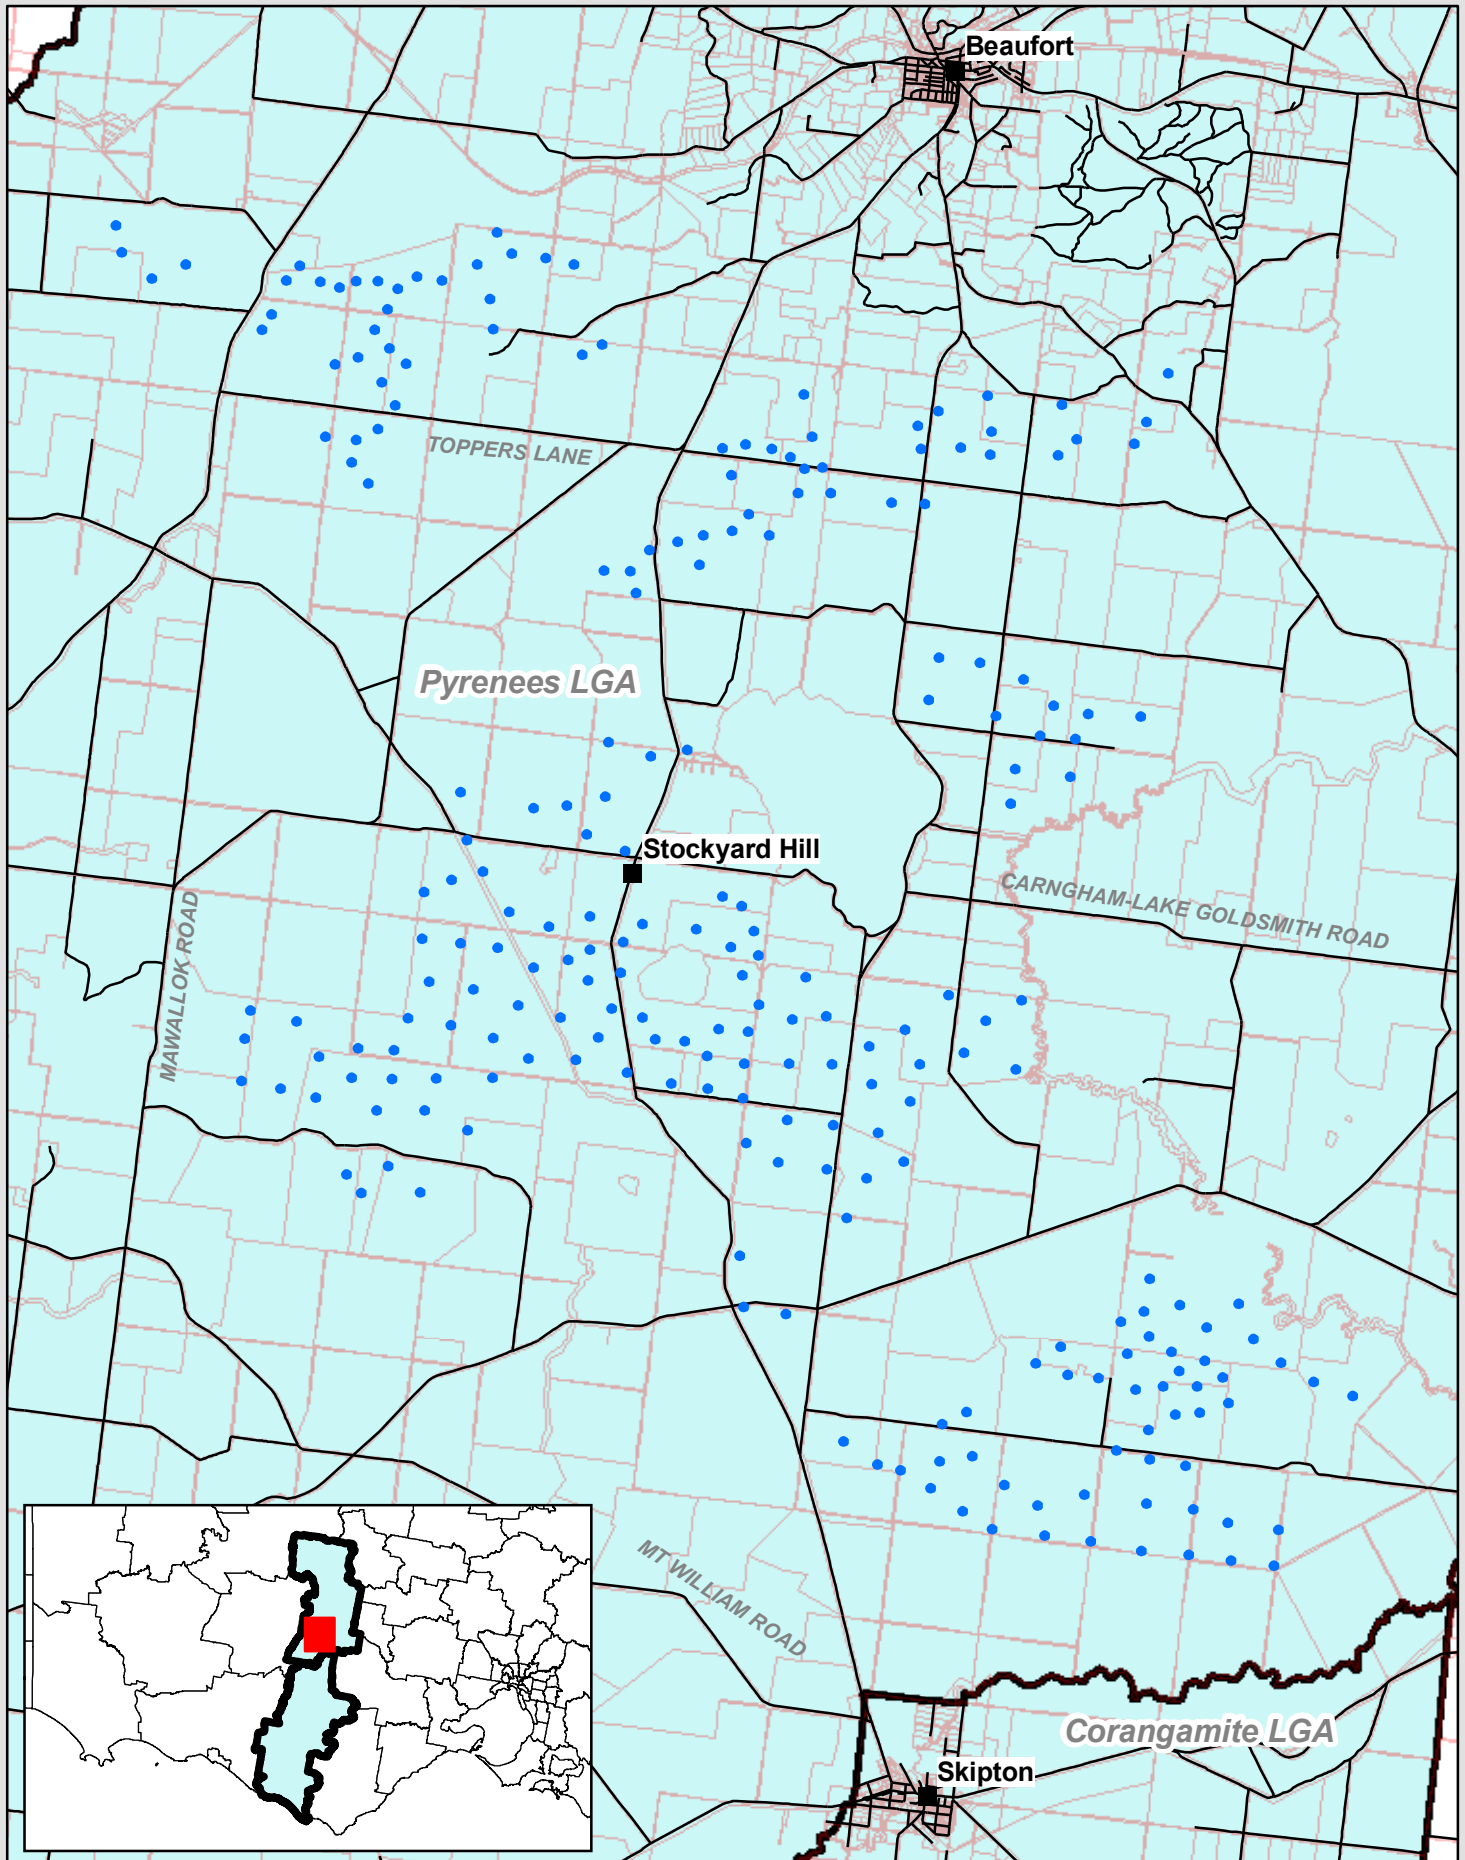 Beaufort
TOPPERS LANE
Pyrenees LGA
Stockyard Hill
CARNGHAM-LAKE GOLDSMITH ROAD
MAWALLOK ROAD
MT WILLIAM ROAD
Corangamite LGA
Skipton